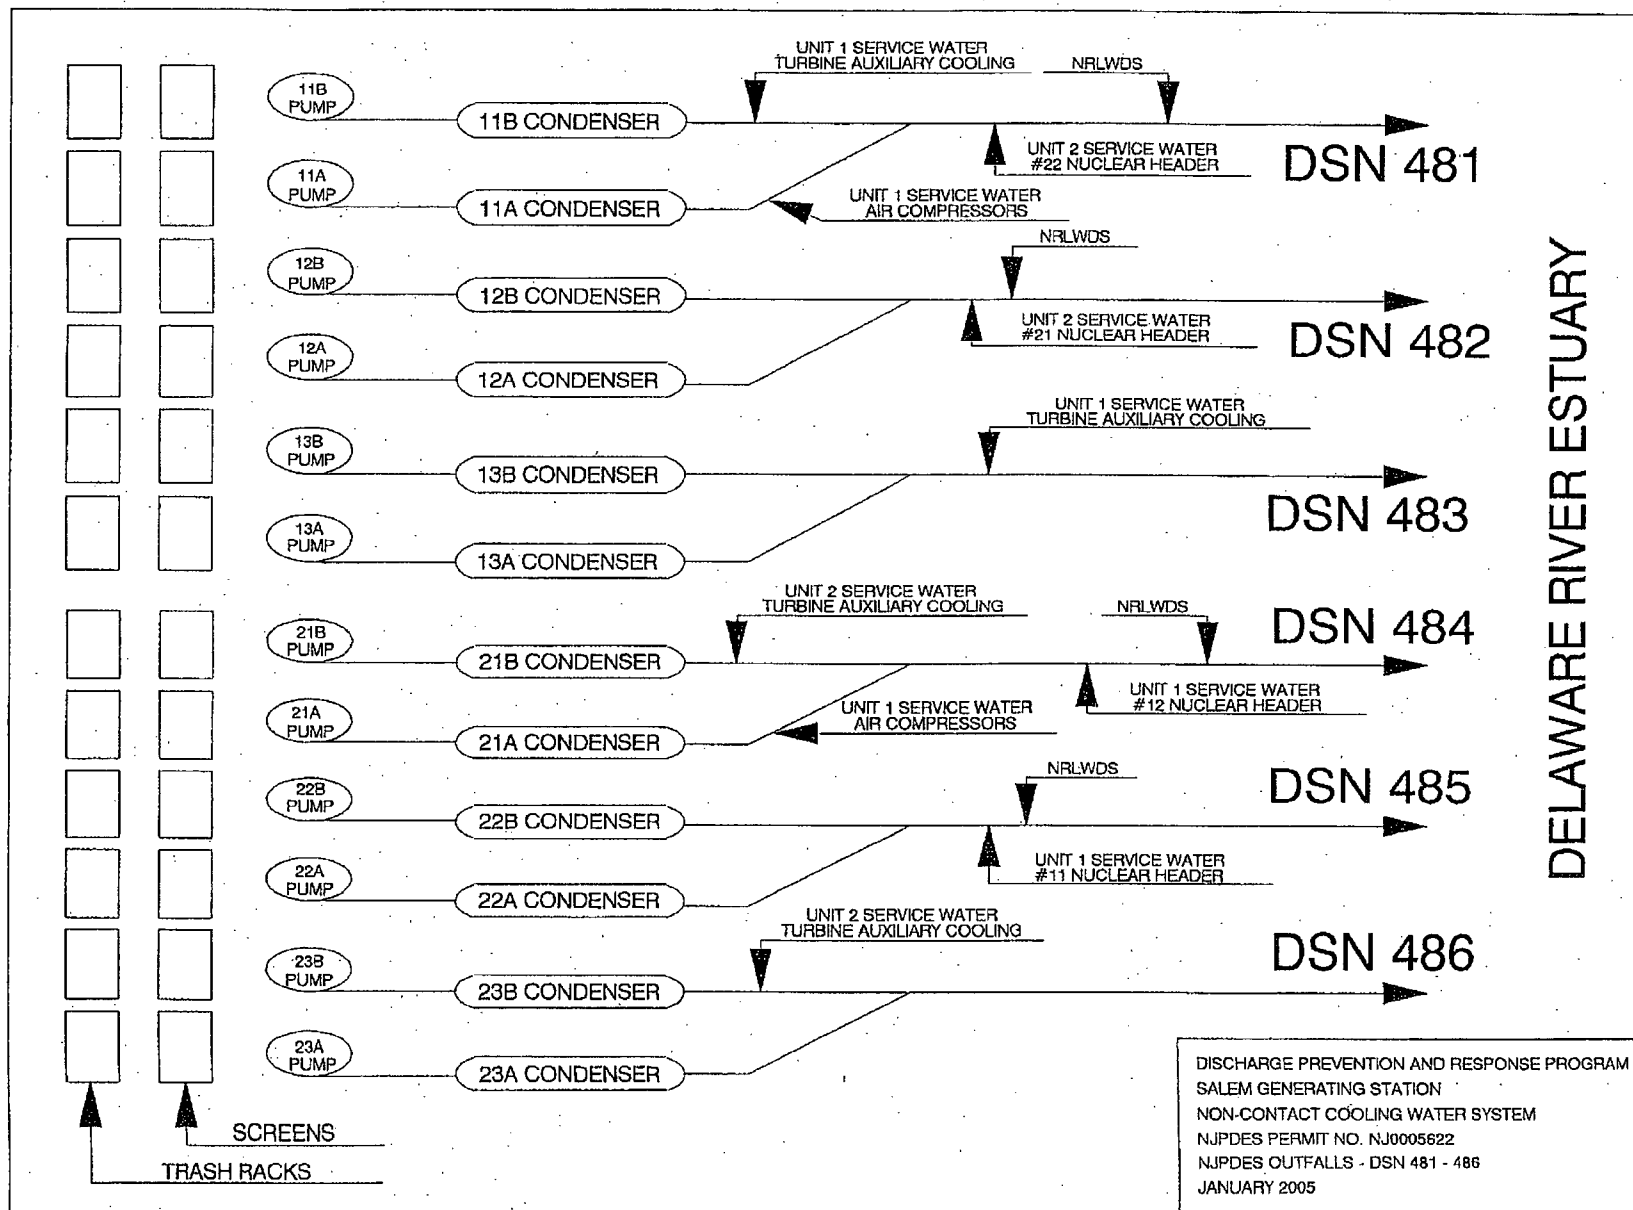 UNIT 1 SERVICE WATER
TURBINE AUXILIARY COOLING
NRLWDS
11B
PUMP
11B CONDENSER
UNIT 2 SERVICE WATER
#22 NUCLEAR HEADER
DSN 481
11A
PUMP
11A CONDENSER
UNIT 1 SERVICE WATER
AIR COMPRESSORS
NRLWDS
12B
PUMP
12B CONDENSER
UNIT 2 SERVICE WATER
#21 NUCLEAR HEADER
DSN 482
12A
PUMP
12A CONDENSER
UNIT 1 SERVICE WATER
TURBINE AUXILIARY COOLING
13B
PUMP
13B CONDENSER
DSN 483
13A
PUMP
13A CONDENSER
UNIT 2 SERVICE WATER
TURBINE AUXILIARY COOLING
NRLWDS
DSN 484
21B
PUMP
21B CONDENSER
UNIT 1 SERVICE WATER
#12 NUCLEAR HEADER
21A
PUMP
21A CONDENSER
UNIT 1 SERVICE WATER
AIR COMPRESSORS
NRLWDS
DSN 485
22B
PUMP
22B CONDENSER
UNIT 1 SERVICE WATER
#11 NUCLEAR HEADER
22A
PUMP
22A CONDENSER
UNIT 2 SERVICE WATER
TURBINE AUXILIARY COOLING
DSN 486
23B
PUMP
23B CONDENSER
23A
PUMP
23A CONDENSER
SCREENS
TRASH RACKS
DELAWARE RIVER ESTUARY
DISCHARGE PREVENTION AND RESPONSE PROGRAM
SALEM GENERATING STATION
NON-CONTACT COOLING WATER SYSTEM
NJPDES PERMIT NO. NJ0005622
NJPDES OUTFALLS - DSN 481 - 486
JANUARY 2005